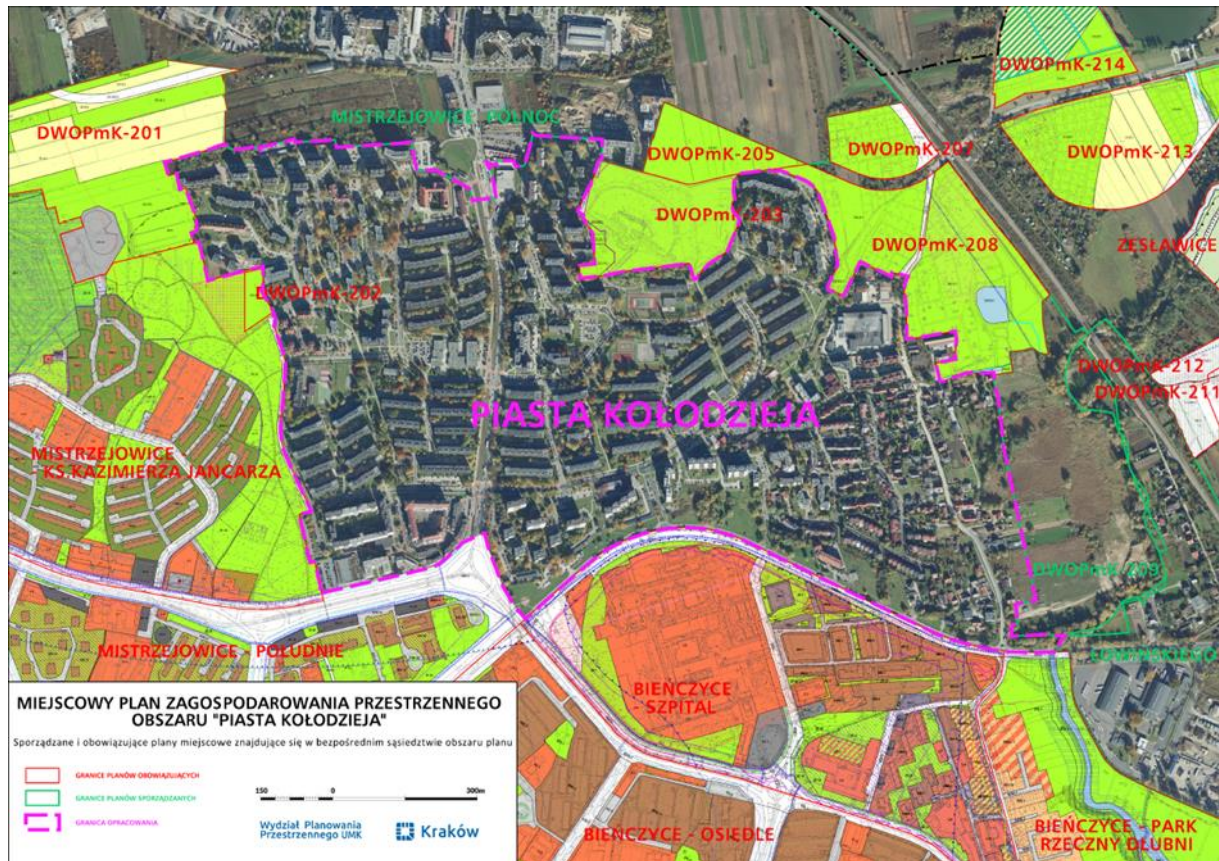 DWOPmK-214
DWOPmK-201
MISTRZEJOWICE - PÓŁNOC
DWOPmK-205
DWOPmK-207
DWOPmK-213
DWOPmK-203
DWOPmK-208
ZESŁAWICE
DWOPmK-202
DWOPmK-212
DWOPmK-211
PIASTA KOŁODZIEJA
MISTRZEJOWICE -
- KS.KAZIMIERZA JANCARZA
DWOPmK-209
MISTRZEJOWICE - POŁUDNIE
ŁOWIŃSKIEGO
BIEŃCZYCE
SZPITAL
BIEŃCZYCE - OSIEDLE
BIEŃCZYCE - PARK
RZECZNY DŁUBNI
MIEJSCOWY PLAN ZAGOSPODAROWANIA PRZESTRZENNEGO
OBSZARU "PIASTA KOŁODZIEJA"
Sporządzane i obowiązujące plany miejscowe znajdujące się w bezpośrednim sąsiedztwie obszaru planu
GRANICE PLANÓW OBOWIĄZUJĄCYCH
GRANICE PLANÓW SPORZĄDZANYCH
GRANICA OPRACOWANIA
150 0 300m
Wydział Planowania
Przestrzennego UMK
Kraków